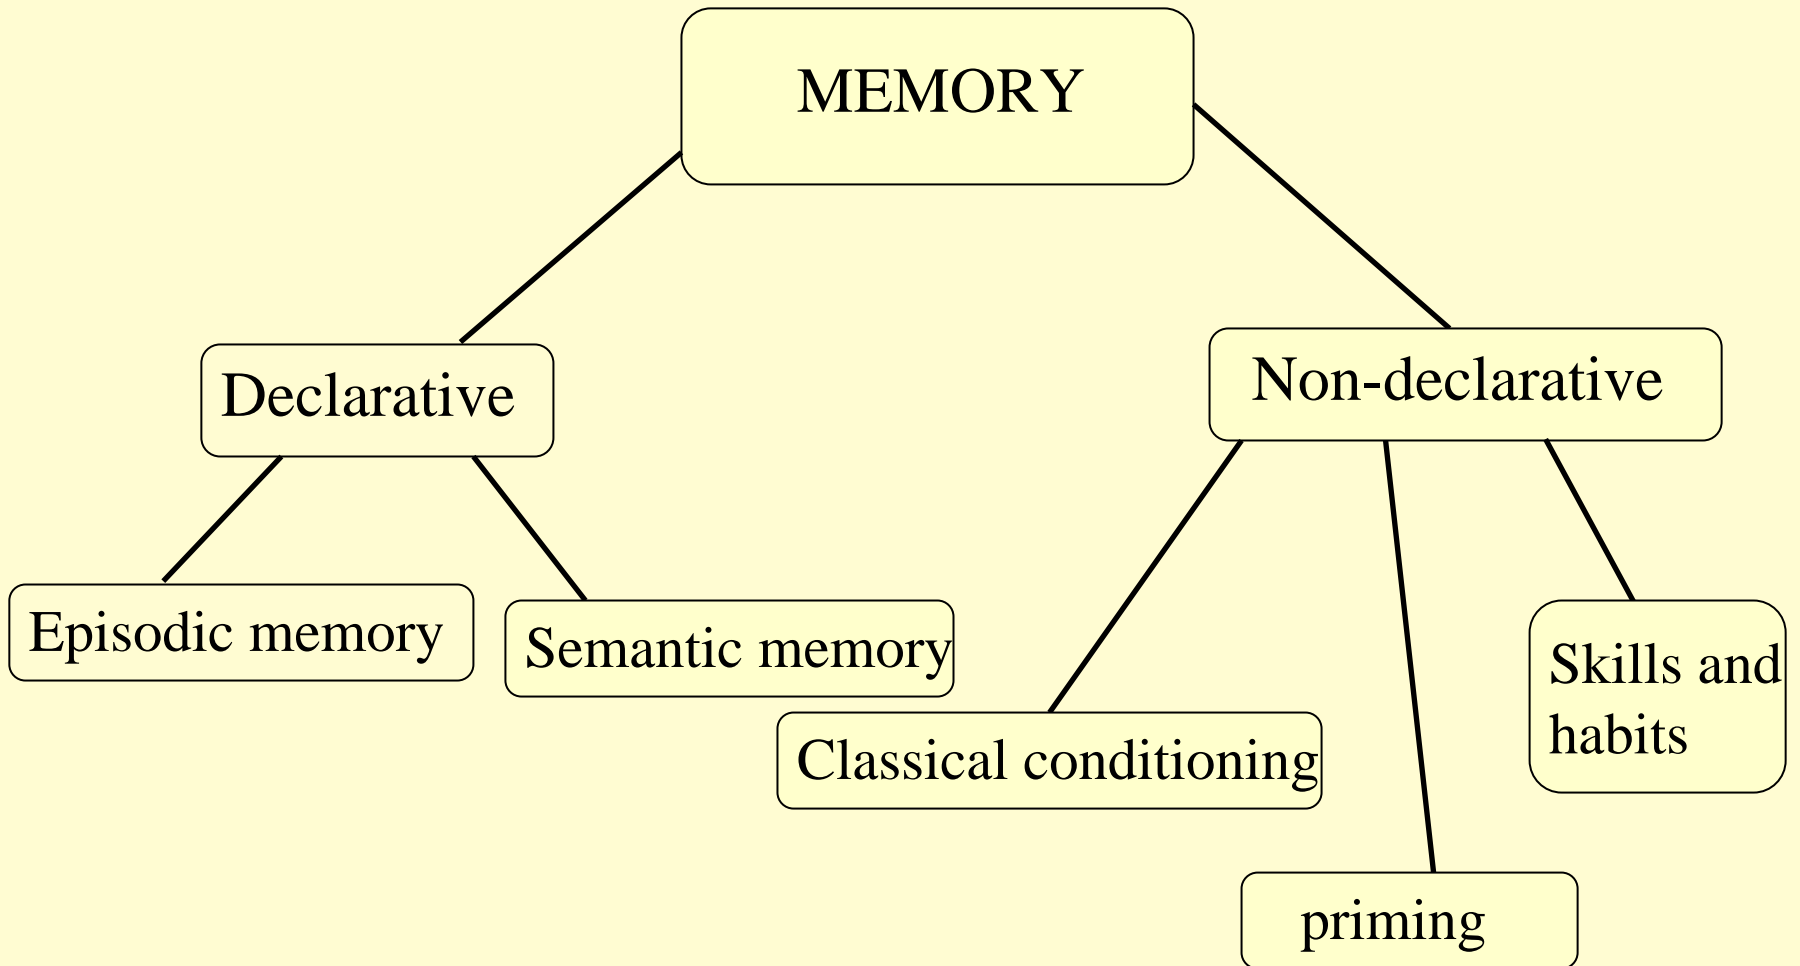 MEMORY
Declarative
Non-declarative
Episodic memory
Semantic memory
Classical conditioning
Skills and
habits
priming